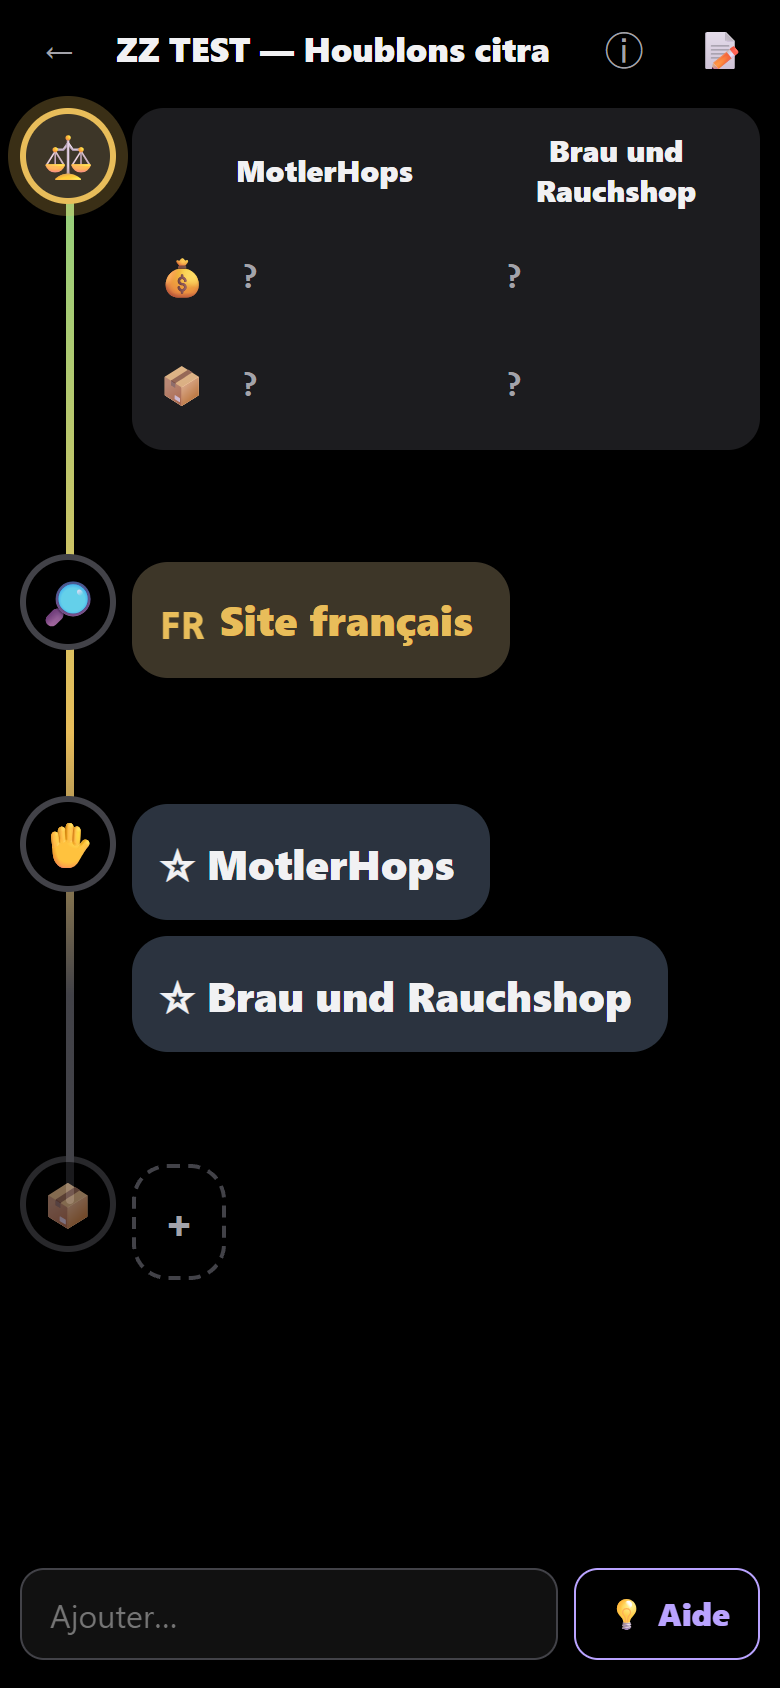 ← ZZ TEST — Houblons citra ⓘ 📝
⚖️ MotlerHops Brau und
Rauchshop
💰 ? ?
📦 ? ?
🔎 FR Site français
✋ ☆ MotlerHops
☆ Brau und Rauchshop
📦 +
Ajouter... 💡 Aide